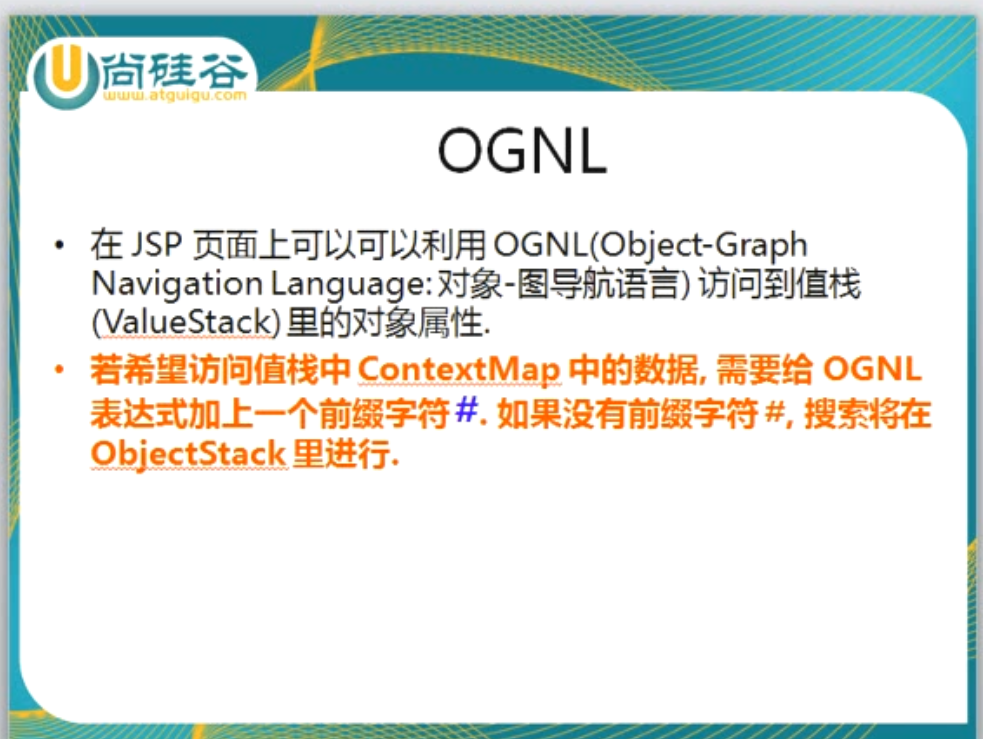 尚硅谷
www.atguigu.com
OGNL
• 在 JSP 页面上可以可以利用 OGNL(Object-Graph
Navigation Language: 对象-图导航语言) 访问到值栈
(ValueStack) 里的对象属性.
• 若希望访问值栈中 ContextMap 中的数据, 需要给 OGNL
表达式加上一个前缀字符 #. 如果没有前缀字符 #, 搜索将在
ObjectStack 里进行.